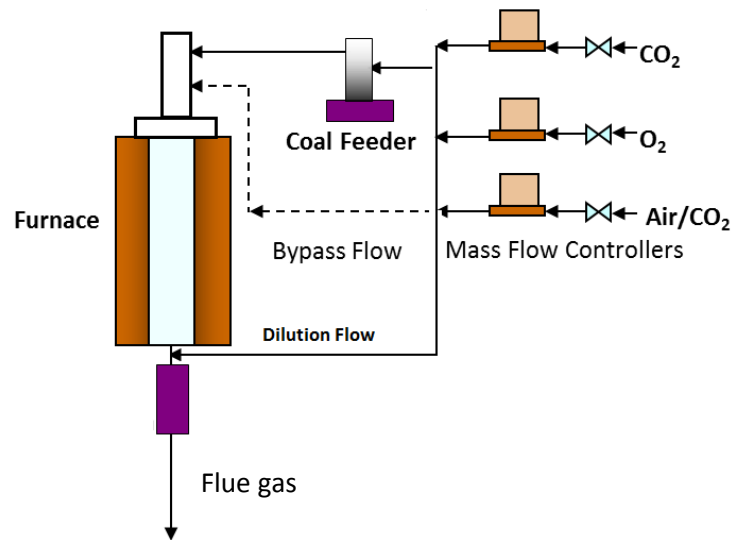 CO₂
Coal Feeder
O₂
Furnace
Air/CO₂
Bypass Flow
Mass Flow Controllers
Dilution Flow
Flue gas